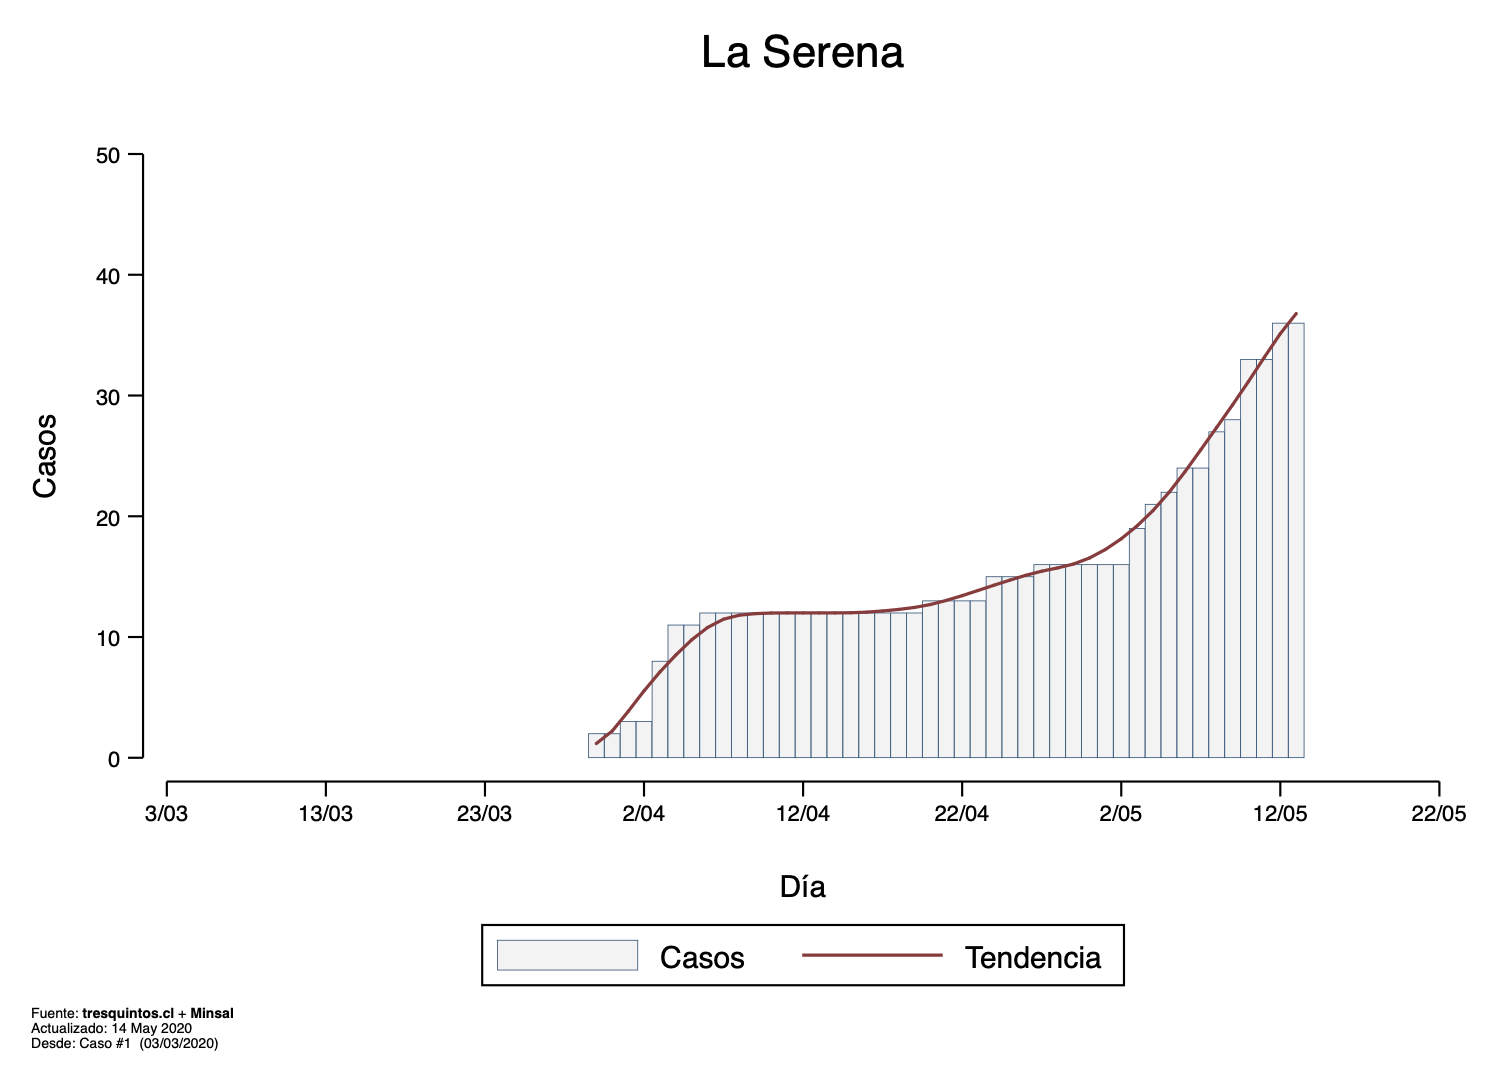 La Serena
50
40
30
20
10
0
Casos
3/03 13/03 23/03 2/04 12/04 22/04 2/05 12/05 22/05
Día
Casos Tendencia
Fuente: tresquintos.cl + Minsal
Actualizado: 14 May 2020
Desde: Caso #1 (03/03/2020)